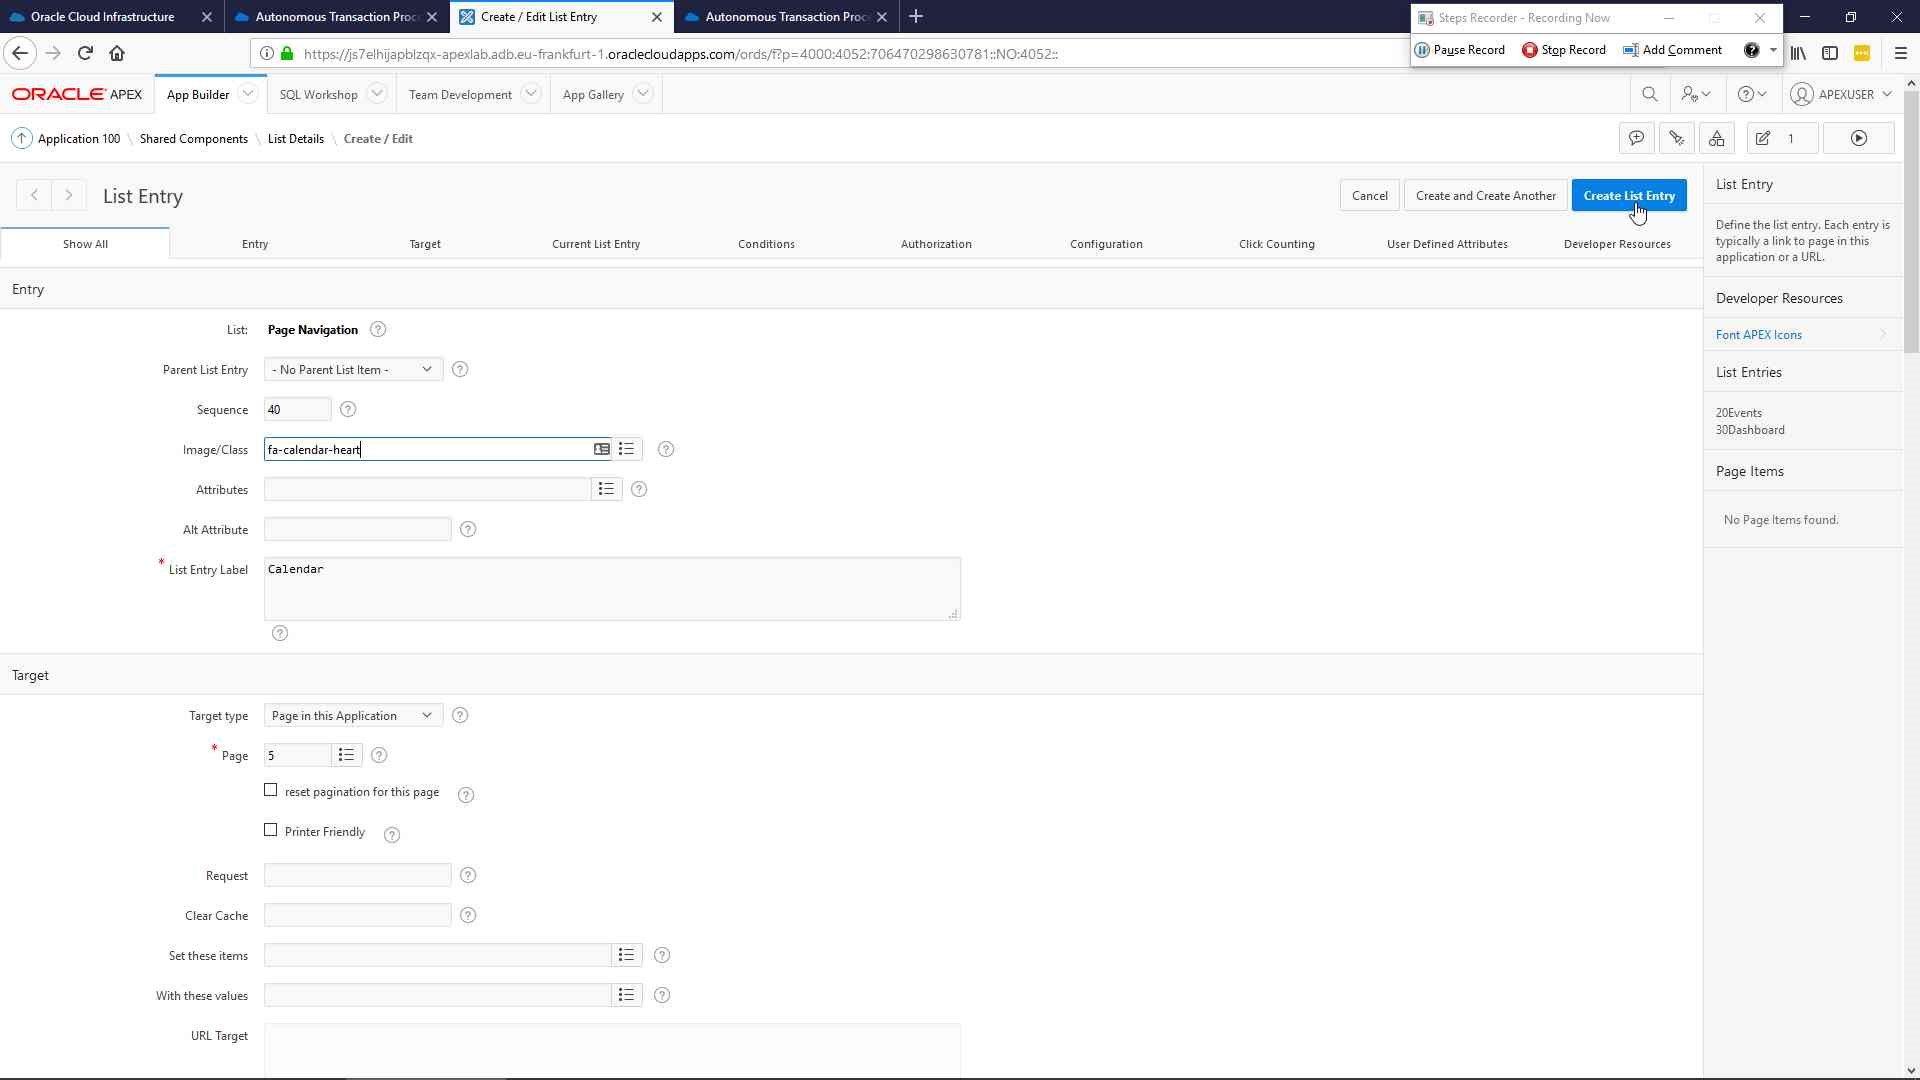 Oracle Cloud Infrastructure
Autonomous Transaction Proc
Create / Edit List Entry
Autonomous Transaction Proc
Steps Recorder - Recording Now
Pause Record
Stop Record
Add Comment
https://js7elhijapblzqx-apexlab.adb.eu-frankfurt-1.oraclecloudapps.com/ords/f?p=4000:4052:706470298630781::NO:4052::
ORACLE APEX
App Builder
SQL Workshop
Team Development
App Gallery
APEXUSER
Application 100 \ Shared Components \ List Details \ Create / Edit
1
List Entry
Cancel
Create and Create Another
Create List Entry
Show All
Entry
Target
Current List Entry
Conditions
Authorization
Configuration
Click Counting
User Defined Attributes
Developer Resources
Entry
List: Page Navigation ?
Parent List Entry - No Parent List Item - ?
Sequence 40 ?
Image/Class fa-calendar-heart ?
Attributes ?
Alt Attribute ?
* List Entry Label Calendar
?
Target
Target type Page in this Application ?
* Page 5 ?
reset pagination for this page ?
Printer Friendly ?
Request ?
Clear Cache ?
Set these items ?
With these values ?
URL Target
List Entry
Define the list entry. Each entry is
typically a link to page in this
application or a URL.
Developer Resources
Font APEX Icons
List Entries
20Events
30Dashboard
Page Items
No Page Items found.